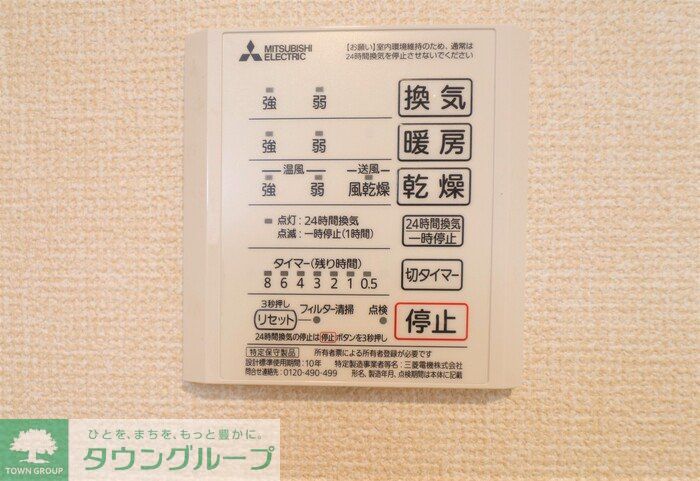 MITSUBISHI
ELECTRIC
【お願い】室内環境維持のため、通常は
24時間換気を停止させないでください
強 弱 換気
強 弱 暖房
温風 送風
強 弱 風乾燥 乾燥
点灯:24時間換気
点滅:一時停止(1時間)
24時間換気
一時停止
タイマー(残り時間)
8 6 4 3 2 1 0.5
切タイマー
3秒押し
リセット フィルター清掃 点検
停止
24時間換気の停止は停止ボタンを3秒押し
特定保守製品 所有者票による所有者登録が必要です
設計標準使用期間:10年 特定製造事業者等名:三菱電機株式会社
問合せ連絡先:0120-490-499 形名、製造年月、点検期間は本体に記載
ひとを、まちを、もっと豊かに。
タウングループ
TOWN GROUP